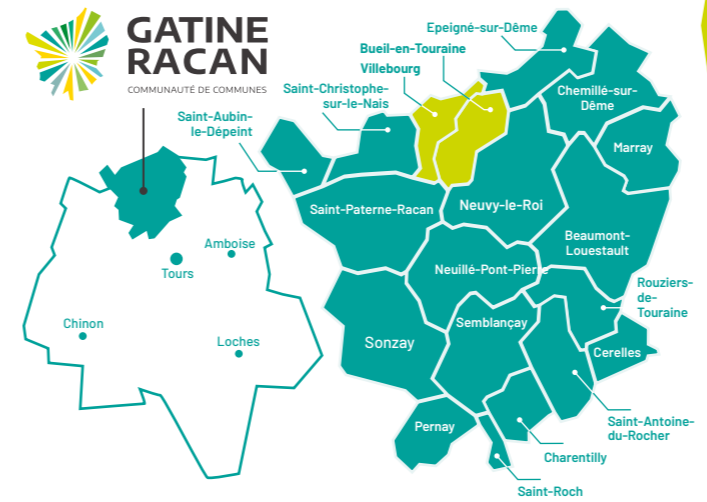 GATINE
RACAN
COMMUNAUTÉ DE COMMUNES
Epeigné-sur-Dême
Bueil-en-Touraine
Villebourg
Saint-Christophe-
sur-le-Nais
Saint-Aubin-
le-Dépeint
Chemillé-sur-
Dême
Marray
Saint-Paterne-Racan
Neuvy-le-Roi
Beaumont-
Louestault
Neuillé-Pont-Pierre
Rouziers-
de-
Touraine
Semblançay
Sonzay
Cerelles
Pernay
Saint-Antoine-
du-Rocher
Charentilly
Saint-Roch
Amboise
Tours
Chinon
Loches